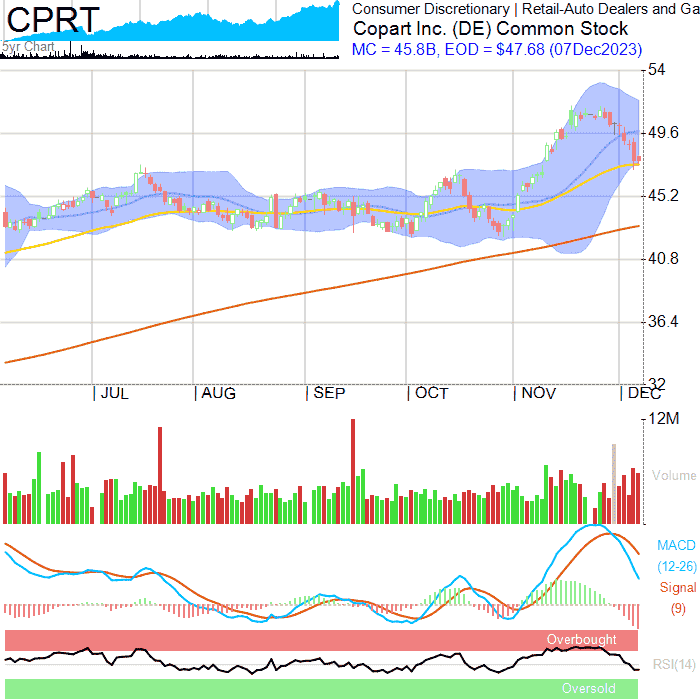 CPRT
5yr Chart
Consumer Discretionary | Retail-Auto Dealers and Ga
Copart Inc. (DE) Common Stock
MC = 45.8B, EOD = $47.68 (07Dec2023)
54
49.6
45.2
40.8
36.4
32
JUL AUG SEP OCT NOV DEC
12M
Volume
MACD
(12-26)
Signal
(9)
Overbought
RSI(14)
Oversold